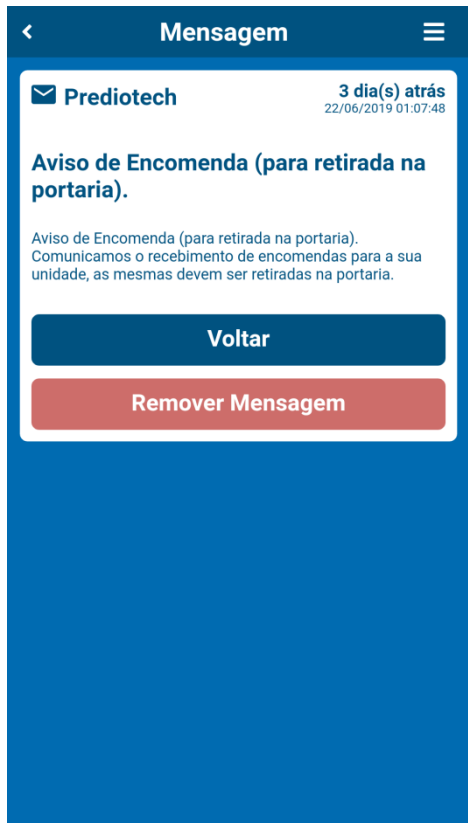 Mensagem
Prediotech
3 dia(s) atrás
22/06/2019 01:07:48
Aviso de Encomenda (para retirada na
portaria).
Aviso de Encomenda (para retirada na portaria).
Comunicamos o recebimento de encomendas para a sua
unidade, as mesmas devem ser retiradas na portaria.
Voltar
Remover Mensagem